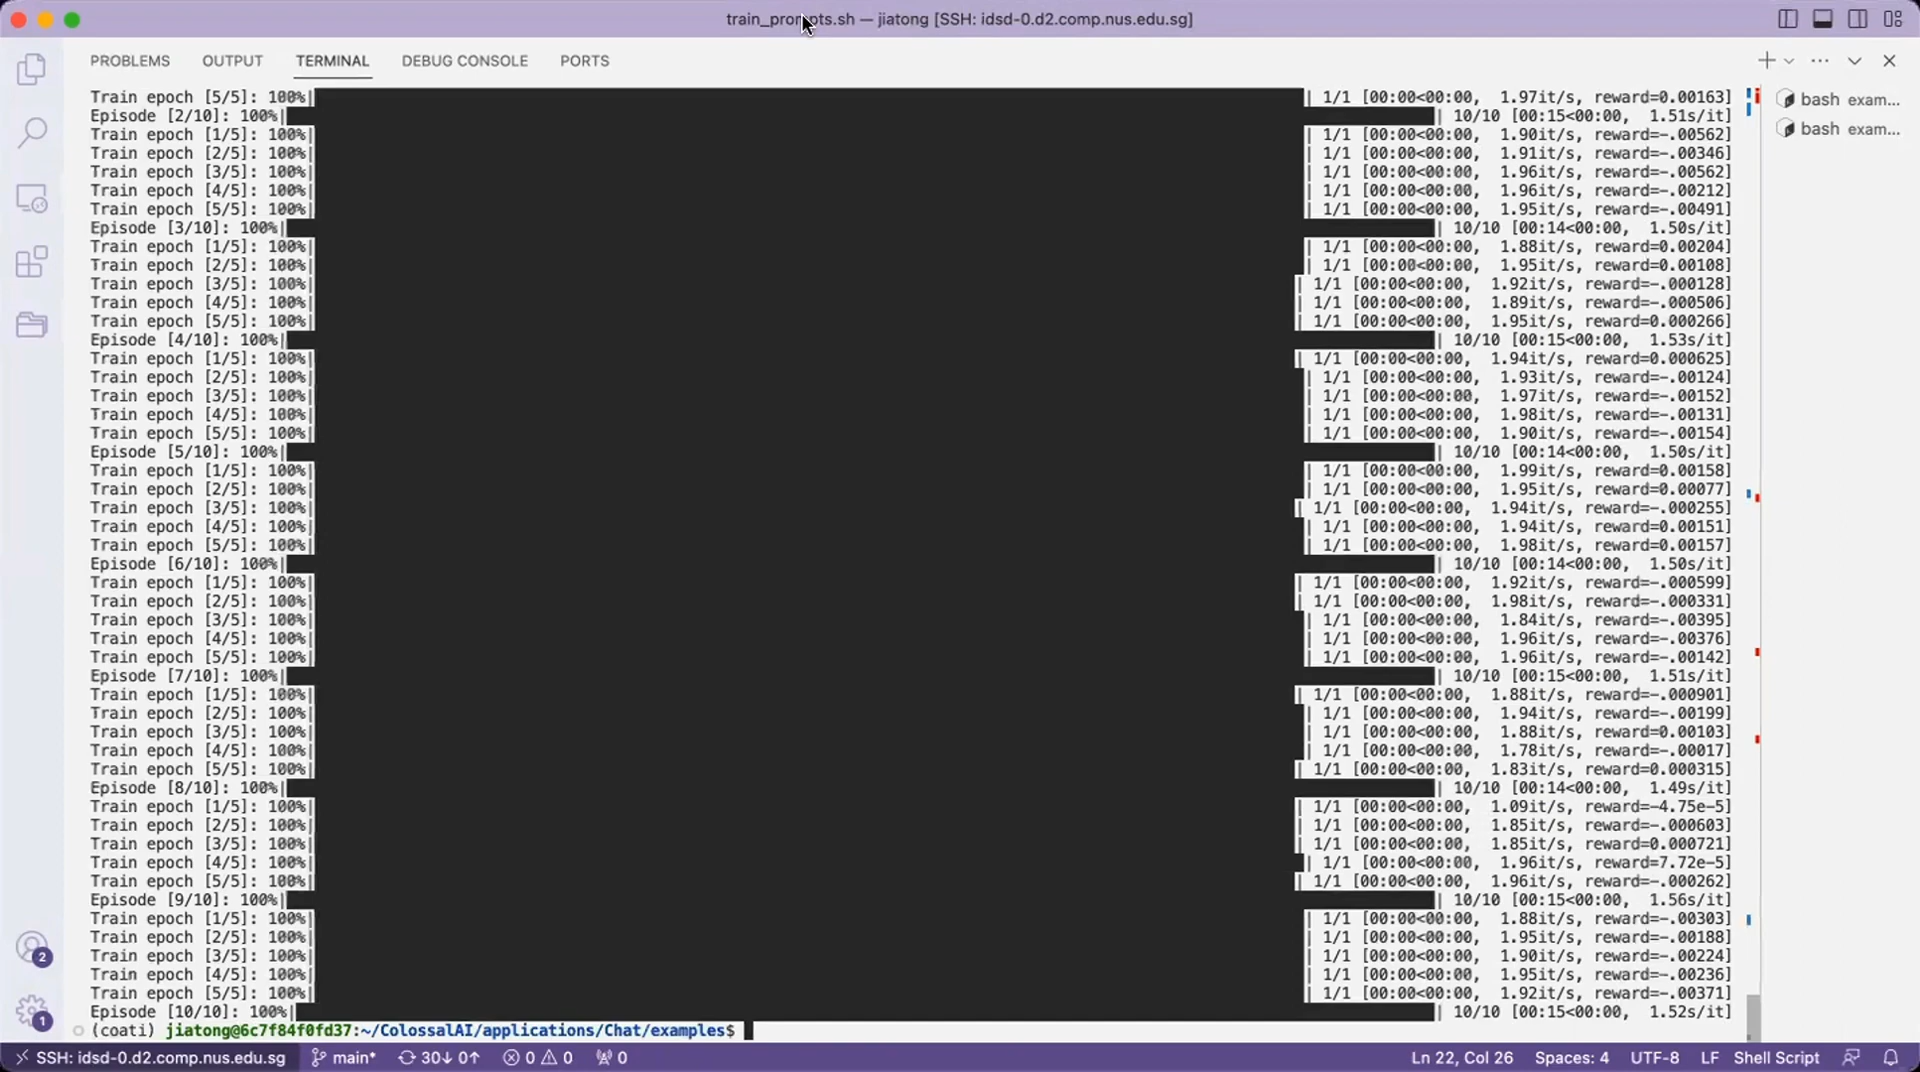 train_prompts.sh — jiatong [SSH: idsd-0.d2.comp.nus.edu.sg]
PROBLEMS OUTPUT TERMINAL DEBUG CONSOLE PORTS
bash exam...
bash exam...
Train epoch [5/5]: 100%| | 1/1 [00:00<00:00, 1.97it/s, reward=0.00163]
Episode [2/10]: 100%| | 10/10 [00:15<00:00, 1.51s/it]
Train epoch [1/5]: 100%| | 1/1 [00:00<00:00, 1.90it/s, reward=-.00562]
Train epoch [2/5]: 100%| | 1/1 [00:00<00:00, 1.91it/s, reward=-.00346]
Train epoch [3/5]: 100%| | 1/1 [00:00<00:00, 1.96it/s, reward=-.00562]
Train epoch [4/5]: 100%| | 1/1 [00:00<00:00, 1.96it/s, reward=-.00212]
Train epoch [5/5]: 100%| | 1/1 [00:00<00:00, 1.95it/s, reward=-.00491]
Episode [3/10]: 100%| | 10/10 [00:14<00:00, 1.50s/it]
Train epoch [1/5]: 100%| | 1/1 [00:00<00:00, 1.88it/s, reward=0.00204]
Train epoch [2/5]: 100%| | 1/1 [00:00<00:00, 1.95it/s, reward=0.00108]
Train epoch [3/5]: 100%| | 1/1 [00:00<00:00, 1.92it/s, reward=-.000128]
Train epoch [4/5]: 100%| | 1/1 [00:00<00:00, 1.89it/s, reward=-.000506]
Train epoch [5/5]: 100%| | 1/1 [00:00<00:00, 1.95it/s, reward=0.000266]
Episode [4/10]: 100%| | 10/10 [00:15<00:00, 1.53s/it]
Train epoch [1/5]: 100%| | 1/1 [00:00<00:00, 1.94it/s, reward=0.000625]
Train epoch [2/5]: 100%| | 1/1 [00:00<00:00, 1.93it/s, reward=-.00124]
Train epoch [3/5]: 100%| | 1/1 [00:00<00:00, 1.97it/s, reward=-.00152]
Train epoch [4/5]: 100%| | 1/1 [00:00<00:00, 1.98it/s, reward=-.00131]
Train epoch [5/5]: 100%| | 1/1 [00:00<00:00, 1.90it/s, reward=-.00154]
Episode [5/10]: 100%| | 10/10 [00:14<00:00, 1.50s/it]
Train epoch [1/5]: 100%| | 1/1 [00:00<00:00, 1.99it/s, reward=0.00158]
Train epoch [2/5]: 100%| | 1/1 [00:00<00:00, 1.95it/s, reward=0.00077]
Train epoch [3/5]: 100%| | 1/1 [00:00<00:00, 1.94it/s, reward=-.000255]
Train epoch [4/5]: 100%| | 1/1 [00:00<00:00, 1.94it/s, reward=0.00151]
Train epoch [5/5]: 100%| | 1/1 [00:00<00:00, 1.98it/s, reward=0.00157]
Episode [6/10]: 100%| | 10/10 [00:14<00:00, 1.50s/it]
Train epoch [1/5]: 100%| | 1/1 [00:00<00:00, 1.92it/s, reward=-.000599]
Train epoch [2/5]: 100%| | 1/1 [00:00<00:00, 1.98it/s, reward=-.000331]
Train epoch [3/5]: 100%| | 1/1 [00:00<00:00, 1.84it/s, reward=-.00395]
Train epoch [4/5]: 100%| | 1/1 [00:00<00:00, 1.96it/s, reward=-.00376]
Train epoch [5/5]: 100%| | 1/1 [00:00<00:00, 1.96it/s, reward=-.00142]
Episode [7/10]: 100%| | 10/10 [00:15<00:00, 1.51s/it]
Train epoch [1/5]: 100%| | 1/1 [00:00<00:00, 1.88it/s, reward=-.000901]
Train epoch [2/5]: 100%| | 1/1 [00:00<00:00, 1.94it/s, reward=-.00199]
Train epoch [3/5]: 100%| | 1/1 [00:00<00:00, 1.88it/s, reward=0.00103]
Train epoch [4/5]: 100%| | 1/1 [00:00<00:00, 1.78it/s, reward=-.00017]
Train epoch [5/5]: 100%| | 1/1 [00:00<00:00, 1.83it/s, reward=0.000315]
Episode [8/10]: 100%| | 10/10 [00:14<00:00, 1.49s/it]
Train epoch [1/5]: 100%| | 1/1 [00:00<00:00, 1.09it/s, reward=-4.75e-5]
Train epoch [2/5]: 100%| | 1/1 [00:00<00:00, 1.85it/s, reward=-.000603]
Train epoch [3/5]: 100%| | 1/1 [00:00<00:00, 1.85it/s, reward=0.000721]
Train epoch [4/5]: 100%| | 1/1 [00:00<00:00, 1.96it/s, reward=7.72e-5]
Train epoch [5/5]: 100%| | 1/1 [00:00<00:00, 1.96it/s, reward=-.000262]
Episode [9/10]: 100%| | 10/10 [00:15<00:00, 1.56s/it]
Train epoch [1/5]: 100%| | 1/1 [00:00<00:00, 1.88it/s, reward=-.00303]
Train epoch [2/5]: 100%| | 1/1 [00:00<00:00, 1.95it/s, reward=-.00188]
Train epoch [3/5]: 100%| | 1/1 [00:00<00:00, 1.90it/s, reward=-.00224]
Train epoch [4/5]: 100%| | 1/1 [00:00<00:00, 1.95it/s, reward=-.00236]
Train epoch [5/5]: 100%| | 1/1 [00:00<00:00, 1.92it/s, reward=-.00371]
Episode [10/10]: 100%| | 10/10 [00:15<00:00, 1.52s/it]
(coati) jiatong@6c7f84f0fd37:~/ColossalAI/applications/Chat/examples$
2
1
SSH: idsd-0.d2.comp.nus.edu.sg main* 30↓ 0↑ 0 0 0 Ln 22, Col 26 Spaces: 4 UTF-8 LF Shell Script